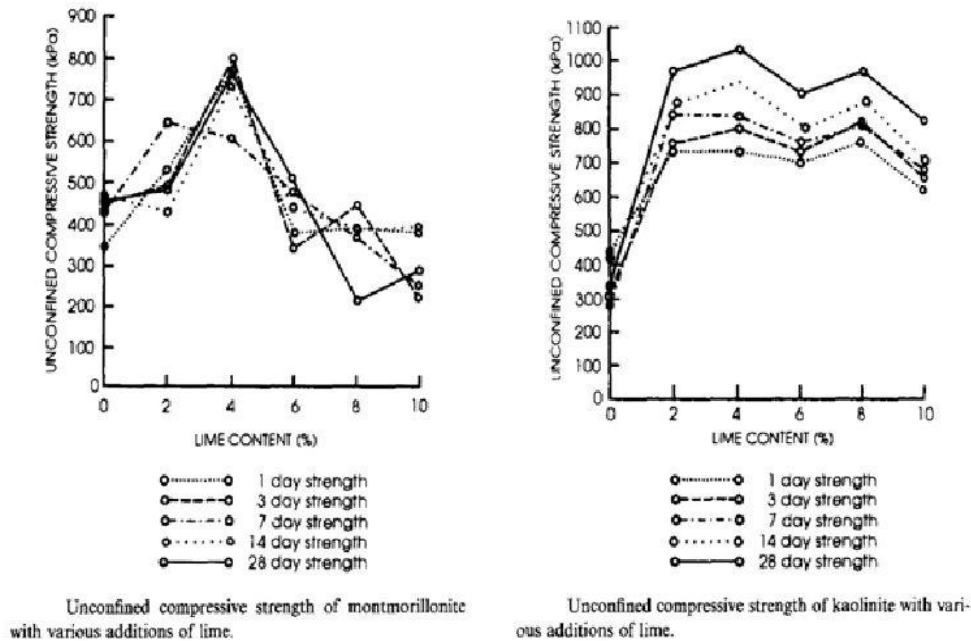 UNCONFINED COMPRESSIVE STRENGTH (kPa)
900
800
700
600
500
400
300
200
100
0
0 2 4 6 8 10
LIME CONTENT (%)
1 day strength
3 day strength
7 day strength
14 day strength
28 day strength
Unconfined compressive strength of montmorillonite
with various additions of lime.
UNCONFINED COMPRESSIVE STRENGTH (kPa)
1100
1000
900
800
700
600
500
400
300
200
100
0
0 2 4 6 8 10
LIME CONTENT (%)
1 day strength
3 day strength
7 day strength
14 day strength
28 day strength
Unconfined compressive strength of kaolinite with vari-
ous additions of lime.